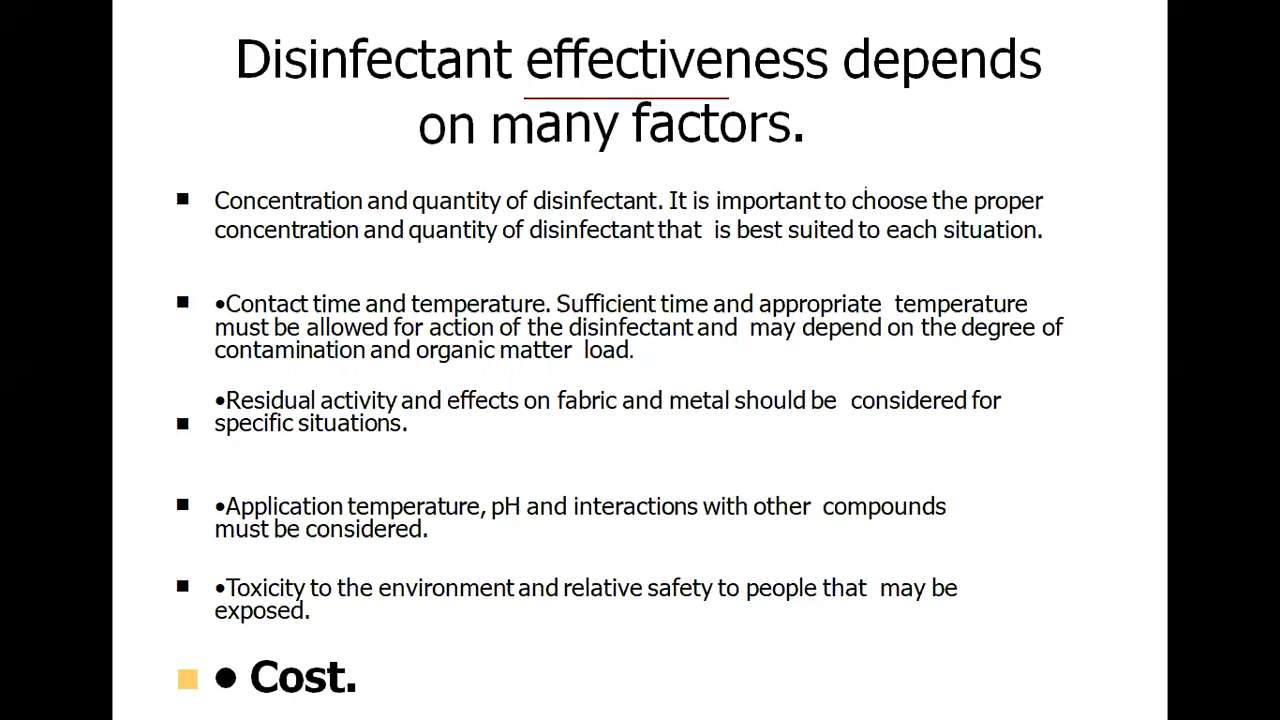 Disinfectant effectiveness depends
on many factors.
■ Concentration and quantity of disinfectant. It is important to choose the proper
concentration and quantity of disinfectant that is best suited to each situation.
■ •Contact time and temperature. Sufficient time and appropriate temperature
must be allowed for action of the disinfectant and may depend on the degree of
contamination and organic matter load.
•Residual activity and effects on fabric and metal should be considered for
■ specific situations.
■ •Application temperature, pH and interactions with other compounds
must be considered.
■ •Toxicity to the environment and relative safety to people that may be
exposed.
■ • Cost.